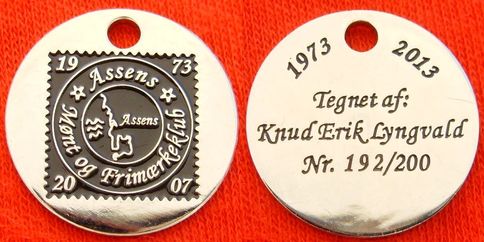 19 73
Assens
Mønt og Frimærkeklub
Assens
20 07
1973 2013
Tegnet af:
Knud Erik Lyngvald
Nr. 192/200